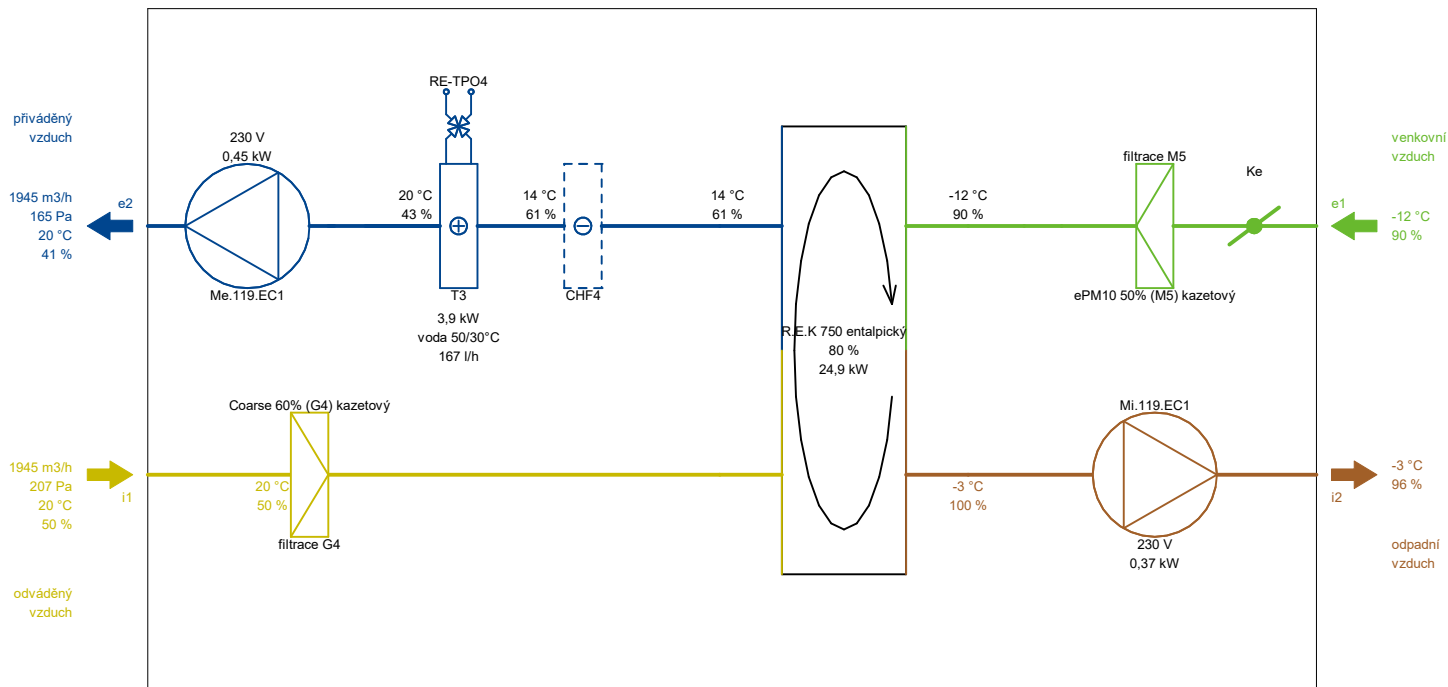 RE-TPO4
přiváděný
vzduch
230 V
0,45 kW
venkovní
vzduch
filtrace M5
Ke
1945 m3/h
165 Pa
20 °C
41 %
e2
20 °C
43 %
14 °C
61 %
14 °C
61 %
-12 °C
90 %
e1
-12 °C
90 %
Me.119.EC1
T3
CHF4
ePM10 50% (M5) kazetový
3,9 kW
voda 50/30°C
167 l/h
R.E.K 750 entalpický
80 %
24,9 kW
Coarse 60% (G4) kazetový
Mi.119.EC1
1945 m3/h
207 Pa
20 °C
50 %
i1
20 °C
50 %
-3 °C
100 %
-3 °C
96 %
i2
filtrace G4
230 V
0,37 kW
odpadní
vzduch
odváděný
vzduch